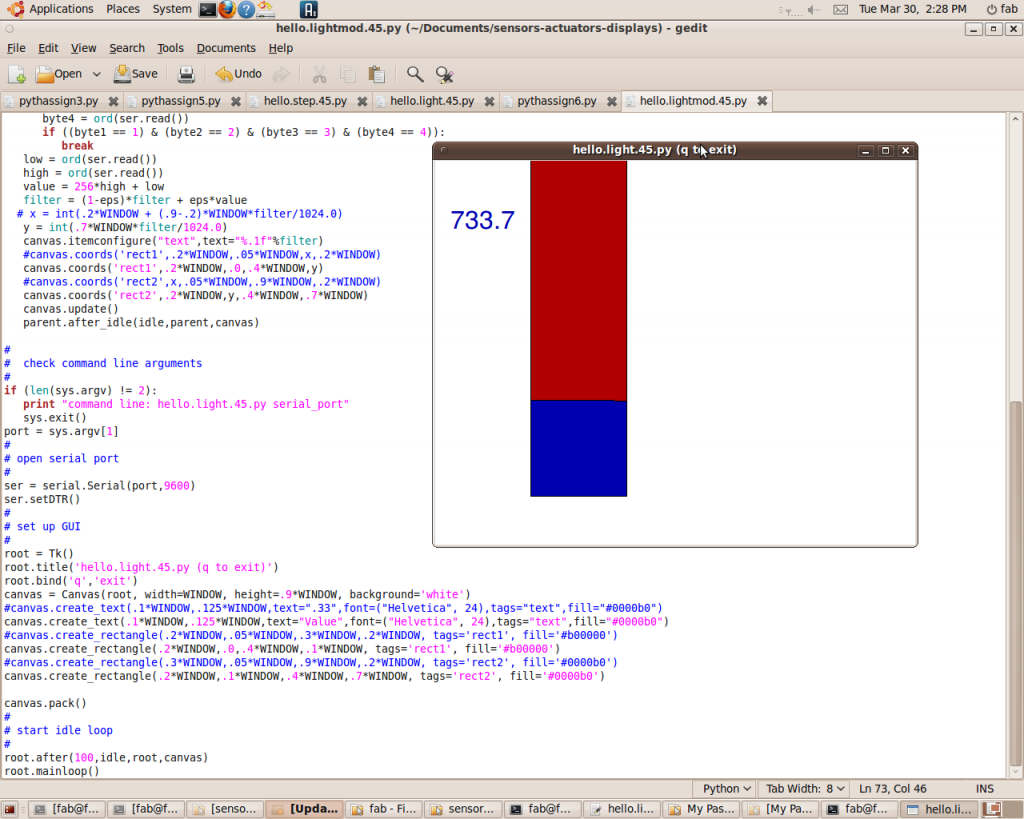 Applications Places System Tue Mar 30, 2:28 PM fab
hello.lightmod.45.py (~/Documents/sensors-actuators-displays) - gedit
File Edit View Search Tools Documents Help
Open Save Undo
pythassign3.py pythassign5.py hello.step.45.py hello.light.45.py pythassign6.py hello.lightmod.45.py
byte4 = ord(ser.read())
if ((byte1 == 1) & (byte2 == 2) & (byte3 == 3) & (byte4 == 4)):
break
low = ord(ser.read())
high = ord(ser.read())
value = 256*high + low
filter = (1-eps)*filter + eps*value
# x = int(.2*WINDOW + (.9-.2)*WINDOW*filter/1024.0)
y = int(.7*WINDOW*filter/1024.0)
canvas.itemconfigure("text",text="%.1f"%filter)
#canvas.coords('rect1',.2*WINDOW,.05*WINDOW,x,.2*WINDOW)
canvas.coords('rect1',.2*WINDOW,.0,.4*WINDOW,y)
#canvas.coords('rect2',x,.05*WINDOW,.9*WINDOW,.2*WINDOW)
canvas.coords('rect2',.2*WINDOW,y,.4*WINDOW,.7*WINDOW)
canvas.update()
parent.after_idle(idle,parent,canvas)
#
# check command line arguments
#
if (len(sys.argv) != 2):
print "command line: hello.light.45.py serial_port"
sys.exit()
port = sys.argv[1]
#
# open serial port
#
ser = serial.Serial(port,9600)
ser.setDTR()
#
# set up GUI
#
root = Tk()
root.title('hello.light.45.py (q to exit)')
root.bind('q','exit')
canvas = Canvas(root, width=WINDOW, height=.9*WINDOW, background='white')
#canvas.create_text(.1*WINDOW,.125*WINDOW,text=".33",font=("Helvetica", 24),tags="text",fill="#0000b0")
canvas.create_text(.1*WINDOW,.125*WINDOW,text="Value",font=("Helvetica", 24),tags="text",fill="#0000b0")
#canvas.create_rectangle(.2*WINDOW,.05*WINDOW,.3*WINDOW,.2*WINDOW, tags='rect1', fill='#b00000')
canvas.create_rectangle(.2*WINDOW,.0,.4*WINDOW,.1*WINDOW, tags='rect1', fill='#b00000')
#canvas.create_rectangle(.3*WINDOW,.05*WINDOW,.9*WINDOW,.2*WINDOW, tags='rect2', fill='#0000b0')
canvas.create_rectangle(.2*WINDOW,.1*WINDOW,.4*WINDOW,.7*WINDOW, tags='rect2', fill='#0000b0')
canvas.pack()
#
# start idle loop
#
root.after(100,idle,root,canvas)
root.mainloop()
hello.light.45.py (q to exit)
733.7
Python Tab Width: 8 Ln 73, Col 46 INS
[fab@f... [fab@f... [senso... [Upda... fab - Fi... sensor... fab@f... hello.li... My Pas... [My Pa... fab@f... hello.li...